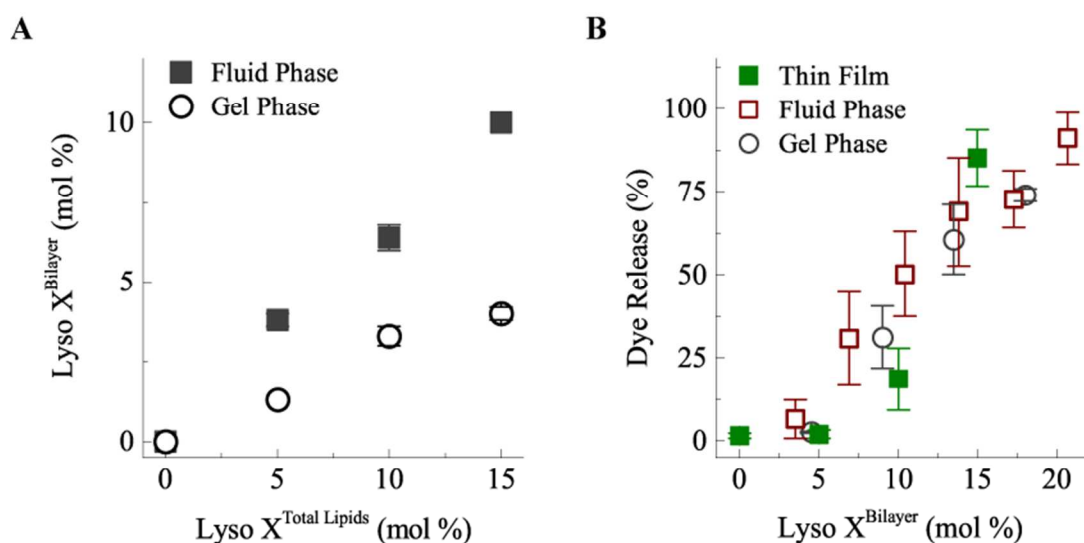 A
Fluid Phase
Gel Phase
Lyso X^Bilayer (mol %)
10
5
0
0 5 10 15
Lyso X^Total Lipids (mol %)
B
Thin Film
Fluid Phase
Gel Phase
Dye Release (%)
100
75
50
25
0
0 5 10 15 20
Lyso X^Bilayer (mol %)